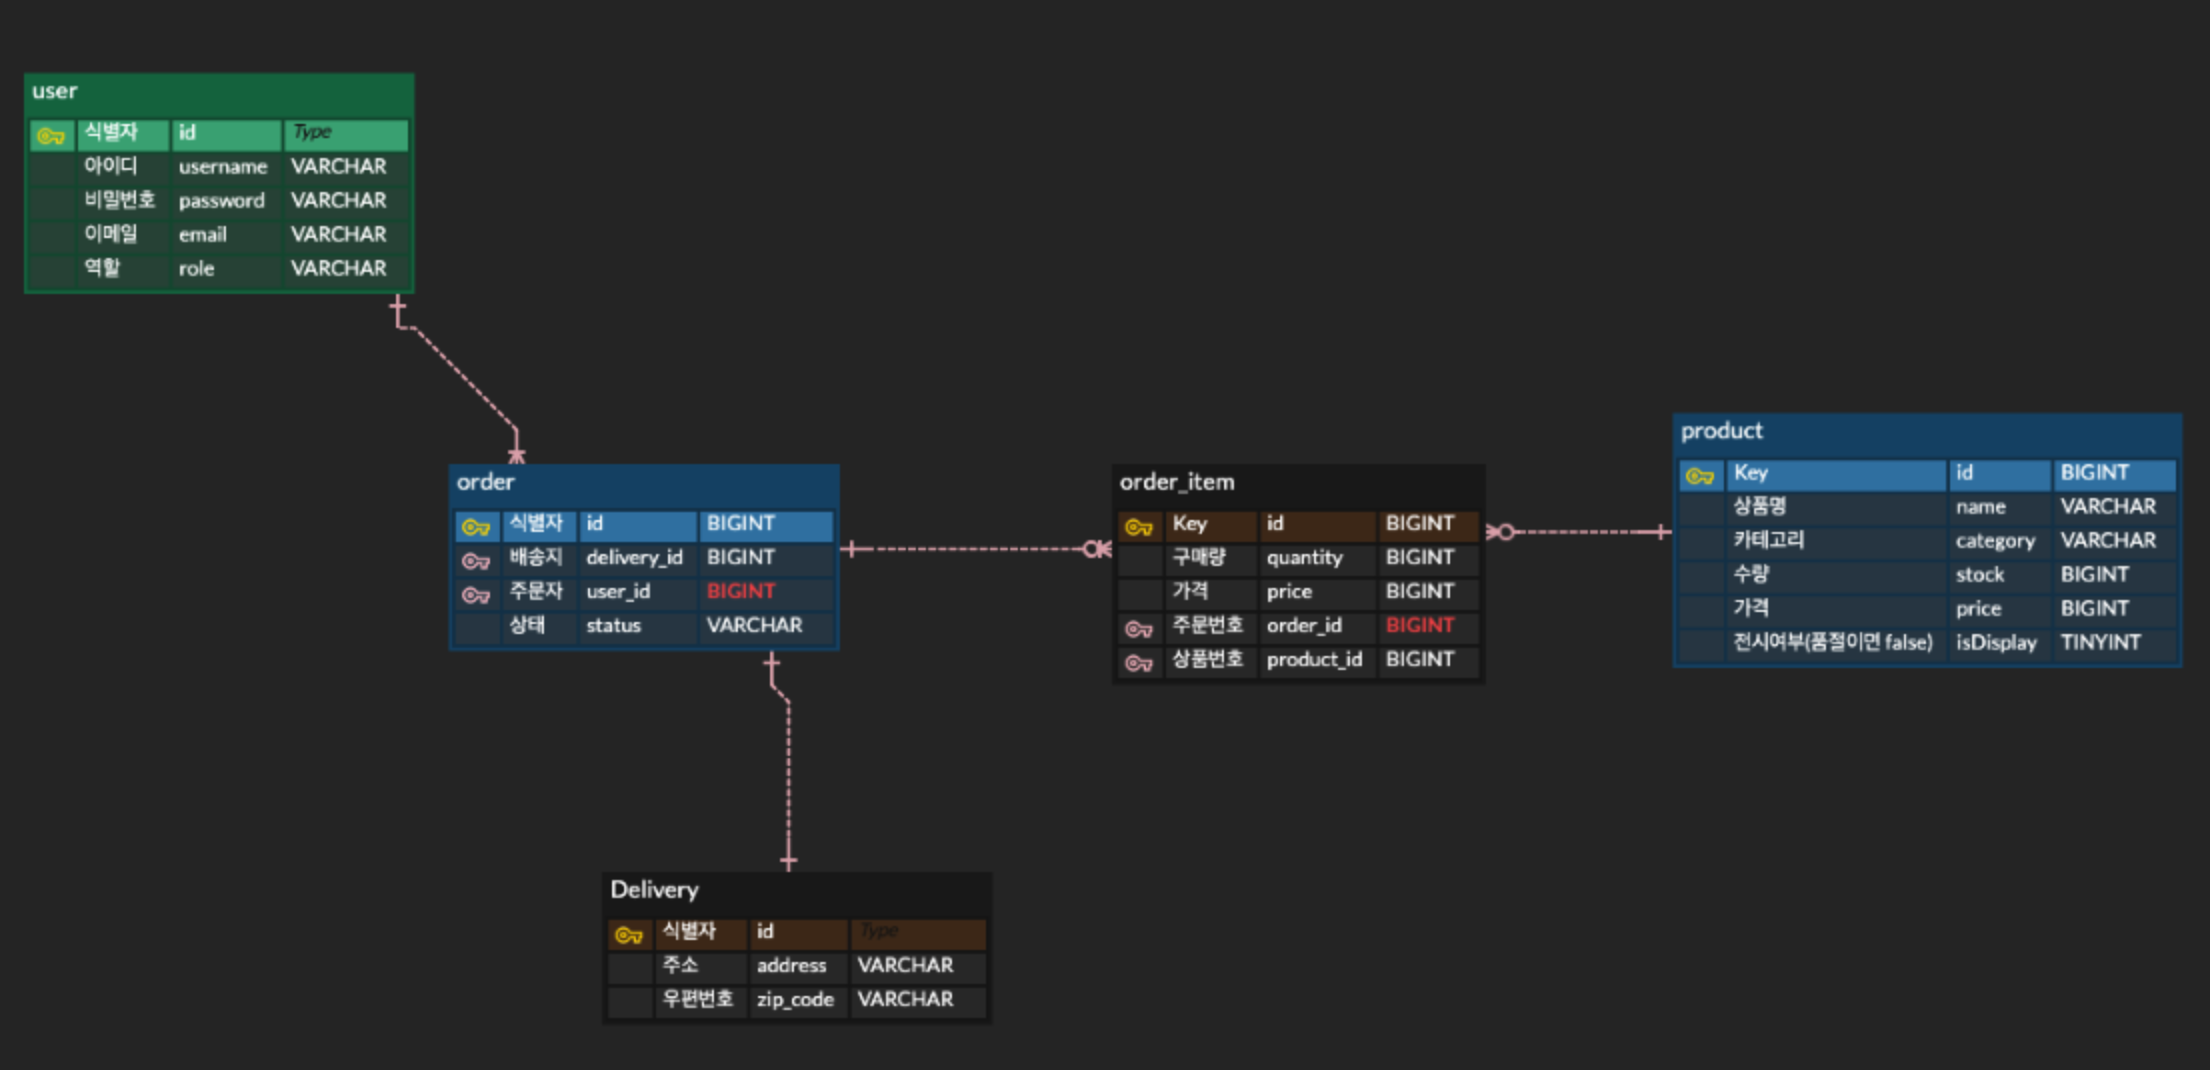 user
식별자 id Type
아이디 username VARCHAR
비밀번호 password VARCHAR
이메일 email VARCHAR
역할 role VARCHAR
order
식별자 id BIGINT
배송지 delivery_id BIGINT
주문자 user_id BIGINT
상태 status VARCHAR
order_item
Key id BIGINT
구매량 quantity BIGINT
가격 price BIGINT
주문번호 order_id BIGINT
상품번호 product_id BIGINT
product
Key id BIGINT
상품명 name VARCHAR
카테고리 category VARCHAR
수량 stock BIGINT
가격 price BIGINT
전시여부(품절이면 false) isDisplay TINYINT
Delivery
식별자 id Type
주소 address VARCHAR
우편번호 zip_code VARCHAR